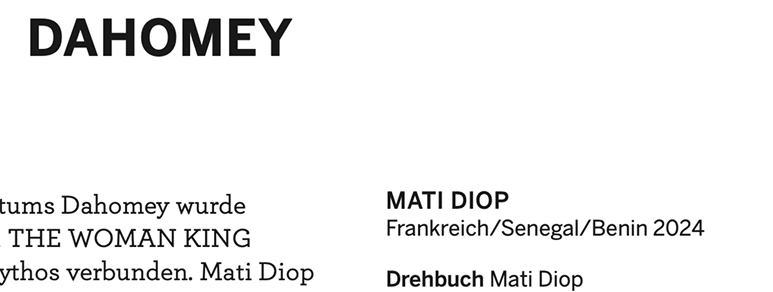 DAHOMEY
tums Dahomey wurde
THE WOMAN KING
ythos verbunden. Mati Diop
MATI DIOP
Frankreich/Senegal/Benin 2024
Drehbuch Mati Diop